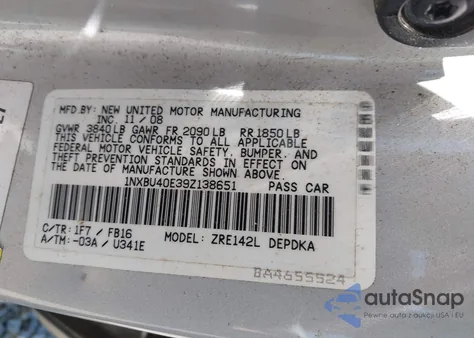 MFD.BY: NEW UNITED MOTOR MANUFACTURING
INC. 11/08
GVWR 3840LB GAWR FR 2090LB RR 1850LB
THIS VEHICLE CONFORMS TO ALL APPLICABLE
FEDERAL MOTOR VEHICLE SAFETY, BUMPER, AND
THEFT PREVENTION STANDARDS IN EFFECT ON
THE DATE OF MANUFACTURE SHOWN ABOVE.
1NXBU40E39Z138651 PASS CAR
C/TR: 1F7 / FB16
A/TM: -03A / U341E MODEL: ZRE142L DEPDKA
BA4655524
autoSnap